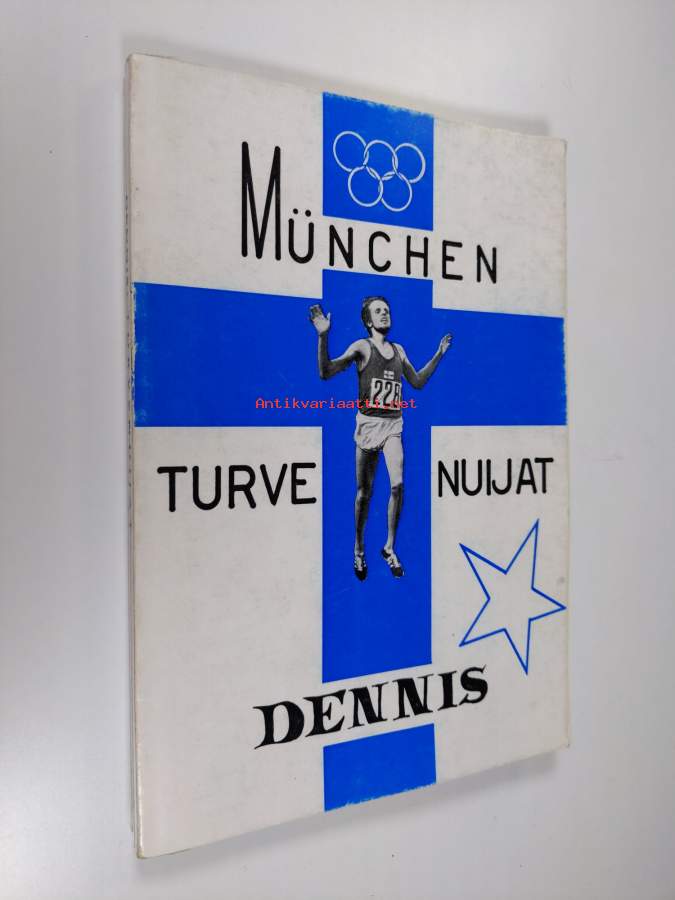 MÜNCHEN
228
Antikvariaatti.net
TURVE NUIJAT
DENNIS